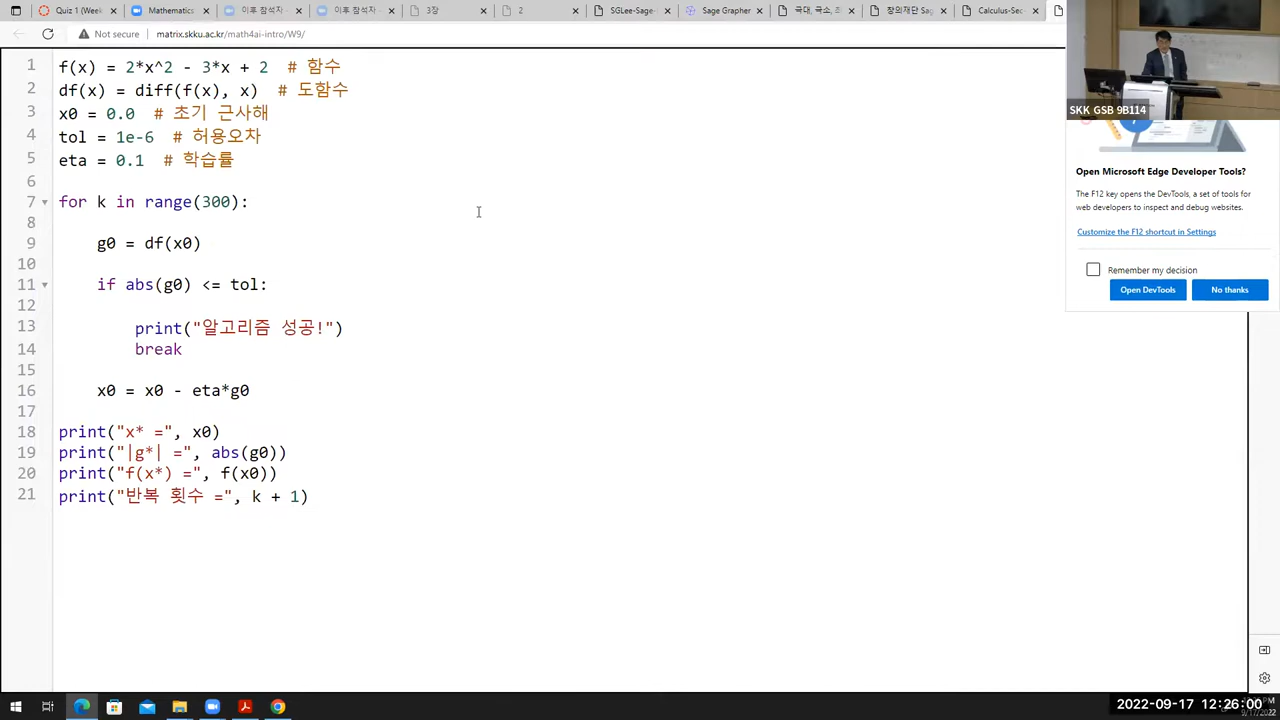 Quiz 1 (Week
Mathematics
이후 참석자
이후 참석자
3장
2
SGLee-Sage-
Sage Grapher
극대, 극소, 최
창의재단 Sag
Calculus-Sec-
Not secure
matrix.skku.ac.kr/math4ai-intro/W9/
1 f(x) = 2*x^2 - 3*x + 2 # 함수
2 df(x) = diff(f(x), x) # 도함수
3 x0 = 0.0 # 초기 근사해
4 tol = 1e-6 # 허용오차
5 eta = 0.1 # 학습률
6
7 for k in range(300):
8
9 g0 = df(x0)
10
11 if abs(g0) <= tol:
12
13 print("알고리즘 성공!")
14 break
15
16 x0 = x0 - eta*g0
17
18 print("x* =", x0)
19 print("|g*| =", abs(g0))
20 print("f(x*) =", f(x0))
21 print("반복 횟수 =", k + 1)
SKK GSB 9B114
Open Microsoft Edge Developer Tools?
The F12 key opens the DevTools, a set of tools for
web developers to inspect and debug websites.
Customize the F12 shortcut in Settings
Remember my decision
Open DevTools
No thanks
2022-09-17 12:26:00